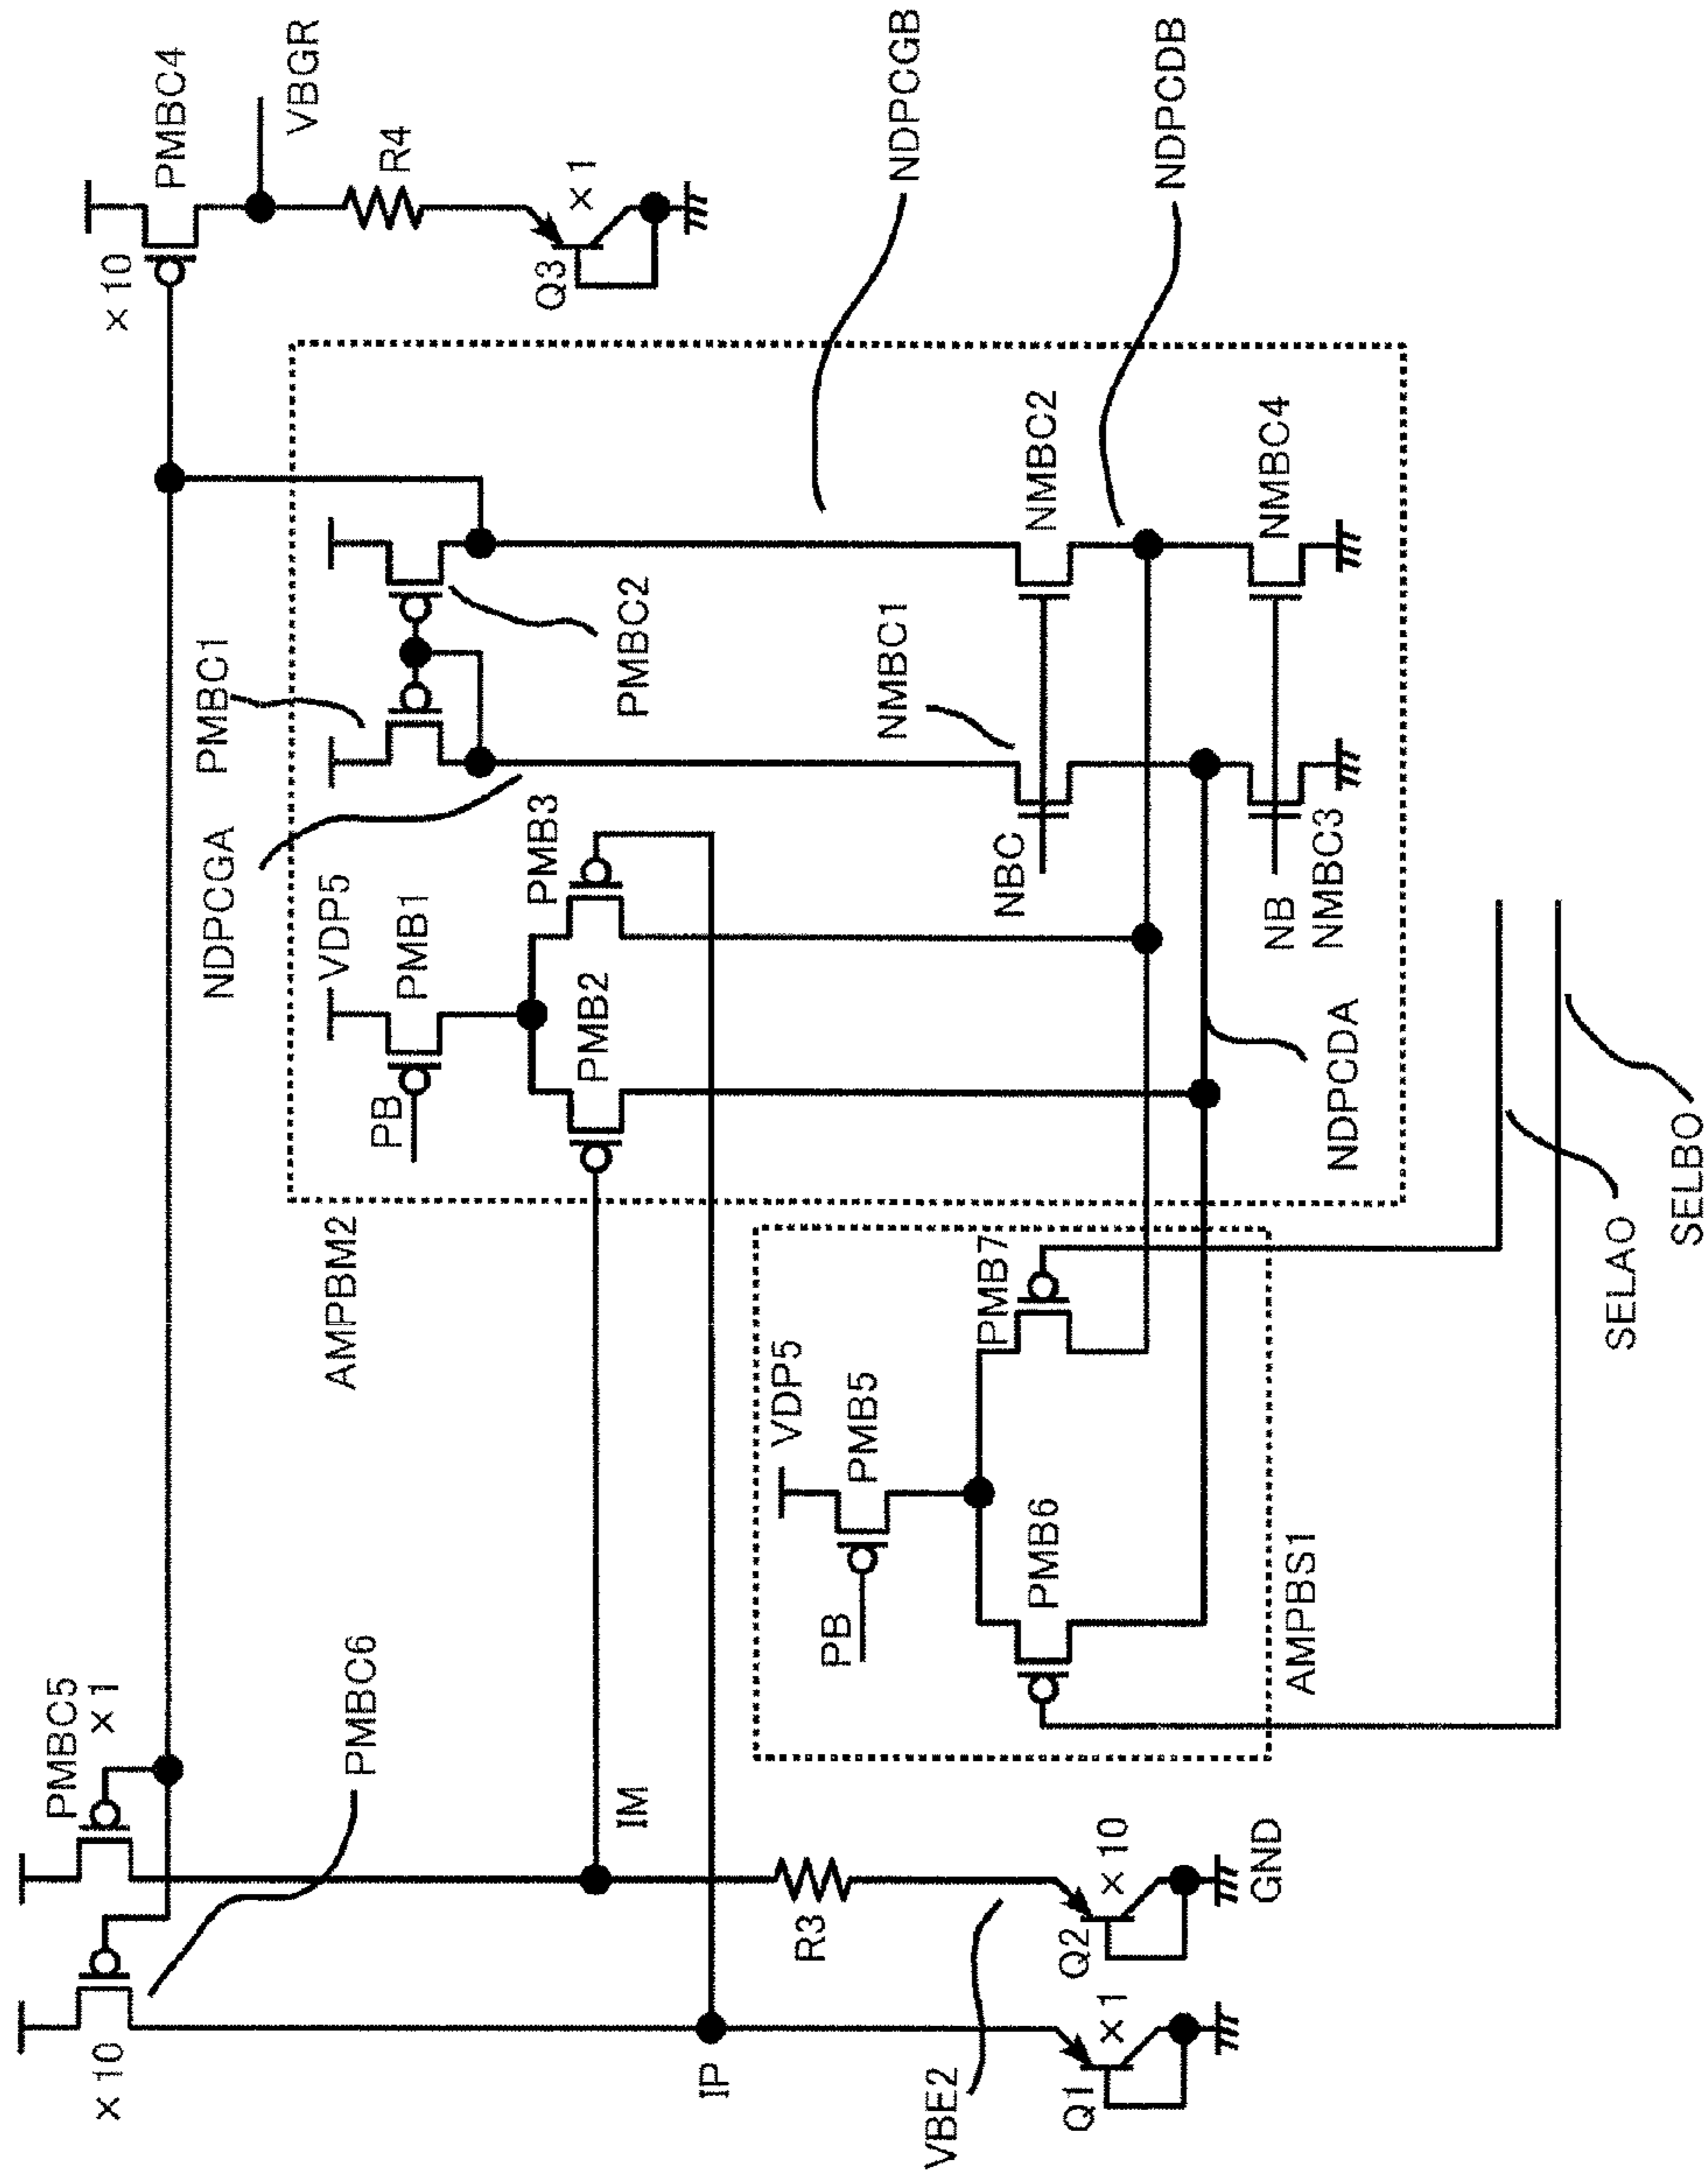 PMBC4
× 10
VBGR
R4
× 1
Q3
NDPCGB
NDPCDB
PMBC1
PMBC2
NDPCGA
VDP5
PMB1
PB
PMB3
PMB2
NMBC1
NMBC2
NBC
NMBC4
NB
NMBC3
NDPCDA
AMPBM2
SELAO
SELBO
VDP5
PMB5
PB
PMB7
PMB6
AMPBS1
PMBC5
× 1
PMBC6
× 10
IM
IP
R3
VBE2
Q2
× 10
GND
Q1
× 1